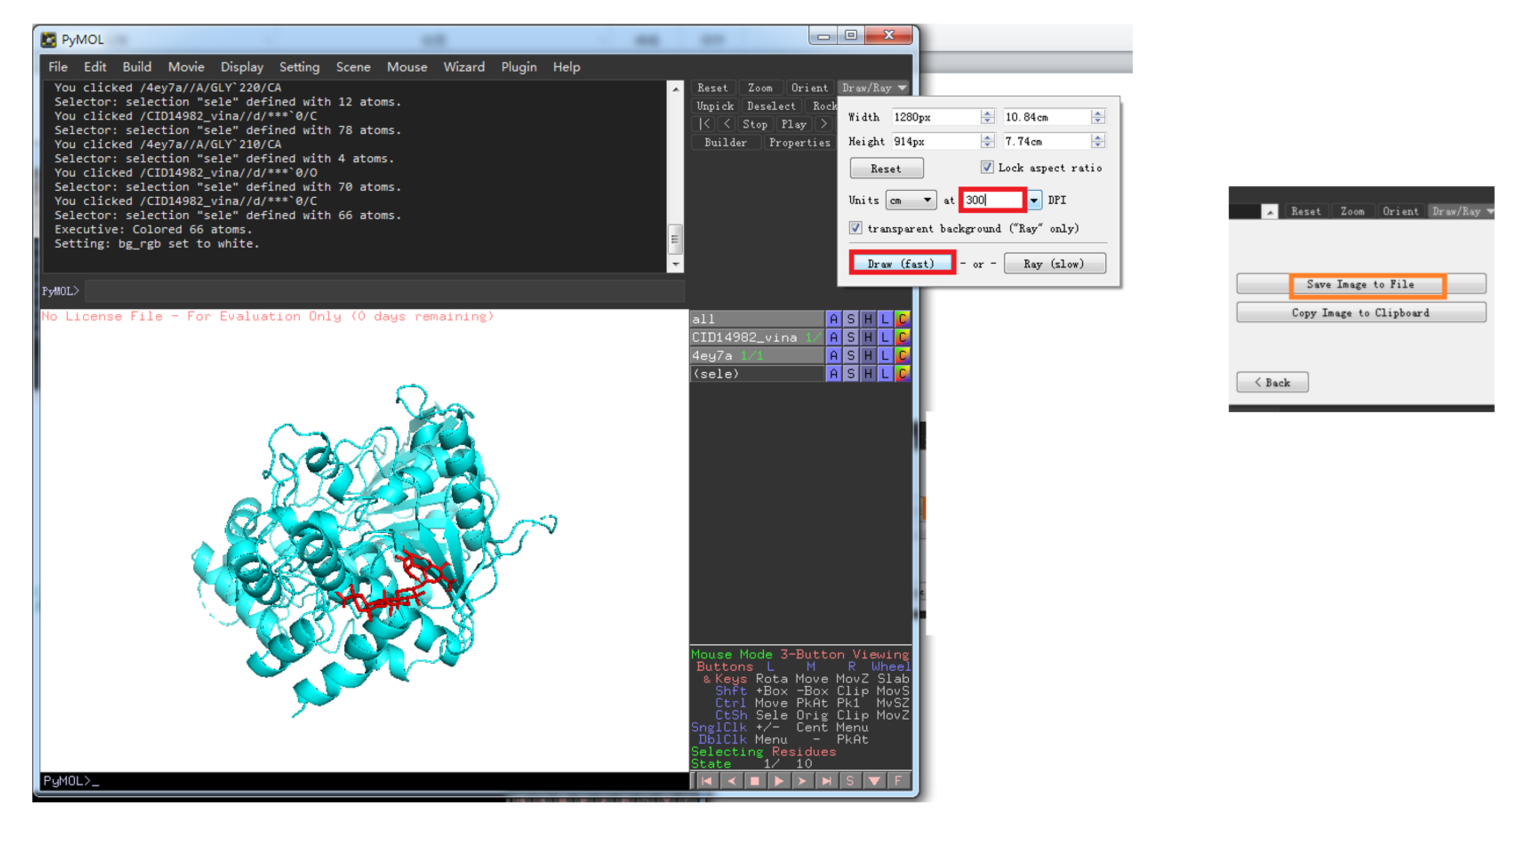 PyMOL
File Edit Build Movie Display Setting Scene Mouse Wizard Plugin Help
You clicked /4ey7a//A/GLY`220/CA
Selector: selection "sele" defined with 12 atoms.
You clicked /CID14982_vina//d/***`0/C
Selector: selection "sele" defined with 78 atoms.
You clicked /4ey7a//A/GLY`210/CA
Selector: selection "sele" defined with 4 atoms.
You clicked /CID14982_vina//d/***`0/O
Selector: selection "sele" defined with 70 atoms.
You clicked /CID14982_vina//d/***`0/C
Selector: selection "sele" defined with 66 atoms.
Executive: Colored 66 atoms.
Setting: bg_rgb set to white.
PyMOL>
Reset Zoom Orient Draw/Ray
Unpick Deselect Rock
|< < Stop Play >
Builder Properties
Width 1280px 10.84cm
Height 914px 7.74cm
Reset Lock aspect ratio
Units cm at 300 DPI
transparent background ("Ray" only)
Draw (fast) - or - Ray (slow)
No License File - For Evaluation Only (0 days remaining)
all A S H L C
CID14982_vina 1/ A S H L C
4ey7a 1/1 A S H L C
(sele) A S H L C
Mouse Mode 3-Button Viewing
Buttons L M R Wheel
& Keys Rota Move MovZ Slab
Shft +Box -Box Clip MovS
Ctrl Move PkAt Pk1 MvSZ
CtSh Sele Orig Clip MovZ
SnglClk +/- Cent Menu
DblClk Menu - PkAt
Selecting Residues
State 1/ 10
PyMOL>_
S F
Reset Zoom Orient Draw/Ray
Save Image to File
Copy Image to Clipboard
< Back